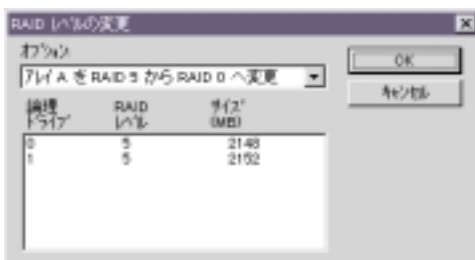 RAID レベルの変更
オプション
アレイ A を RAID 5 から RAID 0 へ変更
OK
キャンセル
論理ドライブ RAID レベル サイズ (MB)
0 5 2148
1 5 2152